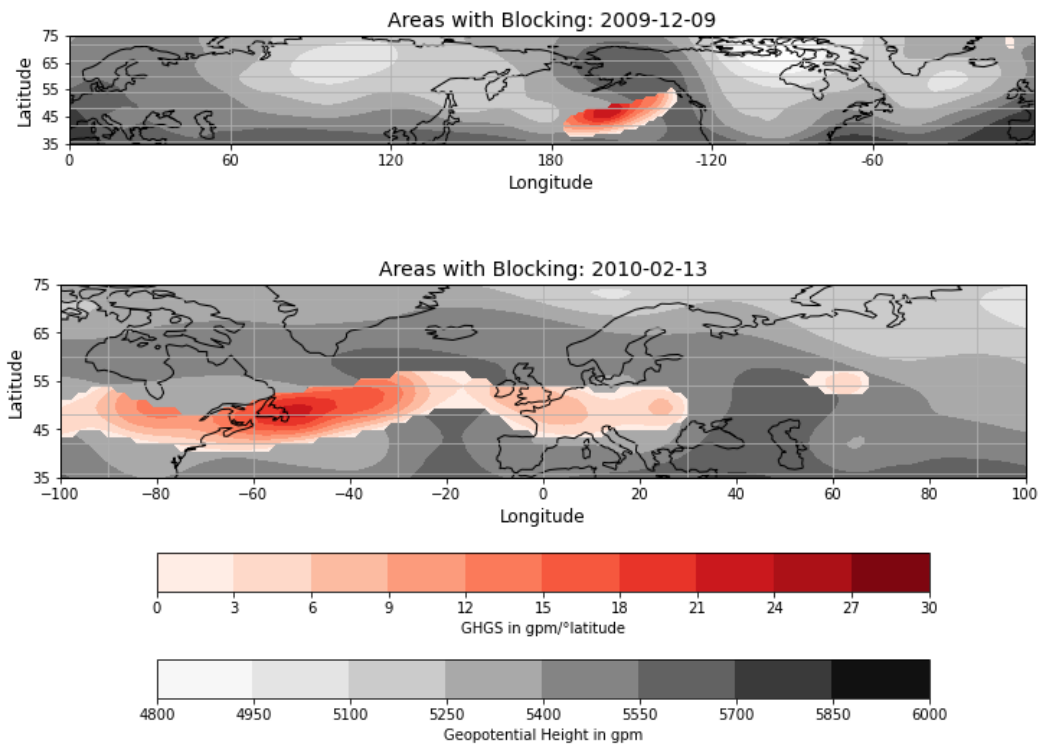 Areas with Blocking: 2009-12-09
75
65
55
45
35
Latitude
0 60 120 180 -120 -60
Longitude
Areas with Blocking: 2010-02-13
75
65
55
45
35
Latitude
−100 −80 −60 −40 −20 0 20 40 60 80 100
Longitude
0 3 6 9 12 15 18 21 24 27 30
GHGS in gpm/°latitude
4800 4950 5100 5250 5400 5550 5700 5850 6000
Geopotential Height in gpm